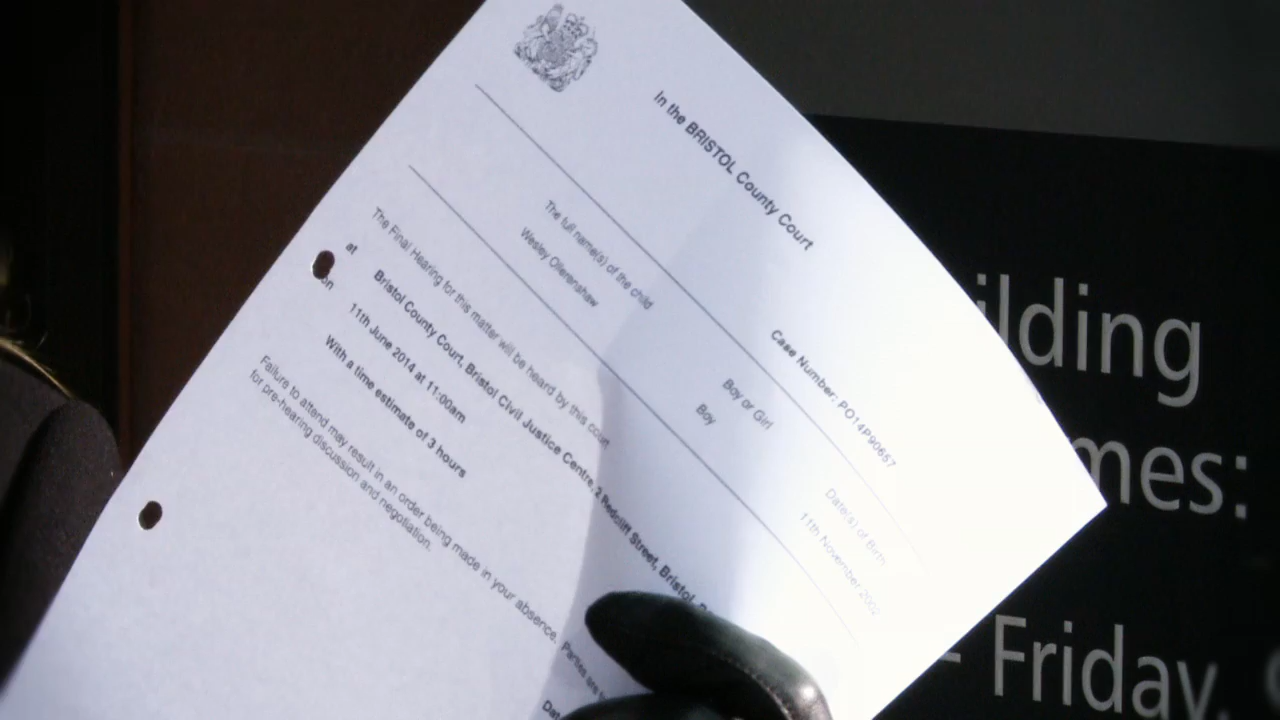 In the BRISTOL County Court
Case Number: PO14P90657
The full name(s) of the child
Boy or Girl
Date(s) of Birth
Wesley Ollerenshaw
Boy
11th November
The Final Hearing for this matter will be heard by this court
at Bristol County Court, Bristol Civil Justice Centre, 2 Redcliff Street, Bristol,
on 11th June 2014 at 11:00am
With a time estimate of 3 hours
Failure to attend may result in an order being made in your absence. Parties are
for pre-hearing discussion and negotiation.
ilding
mes:
- Friday,